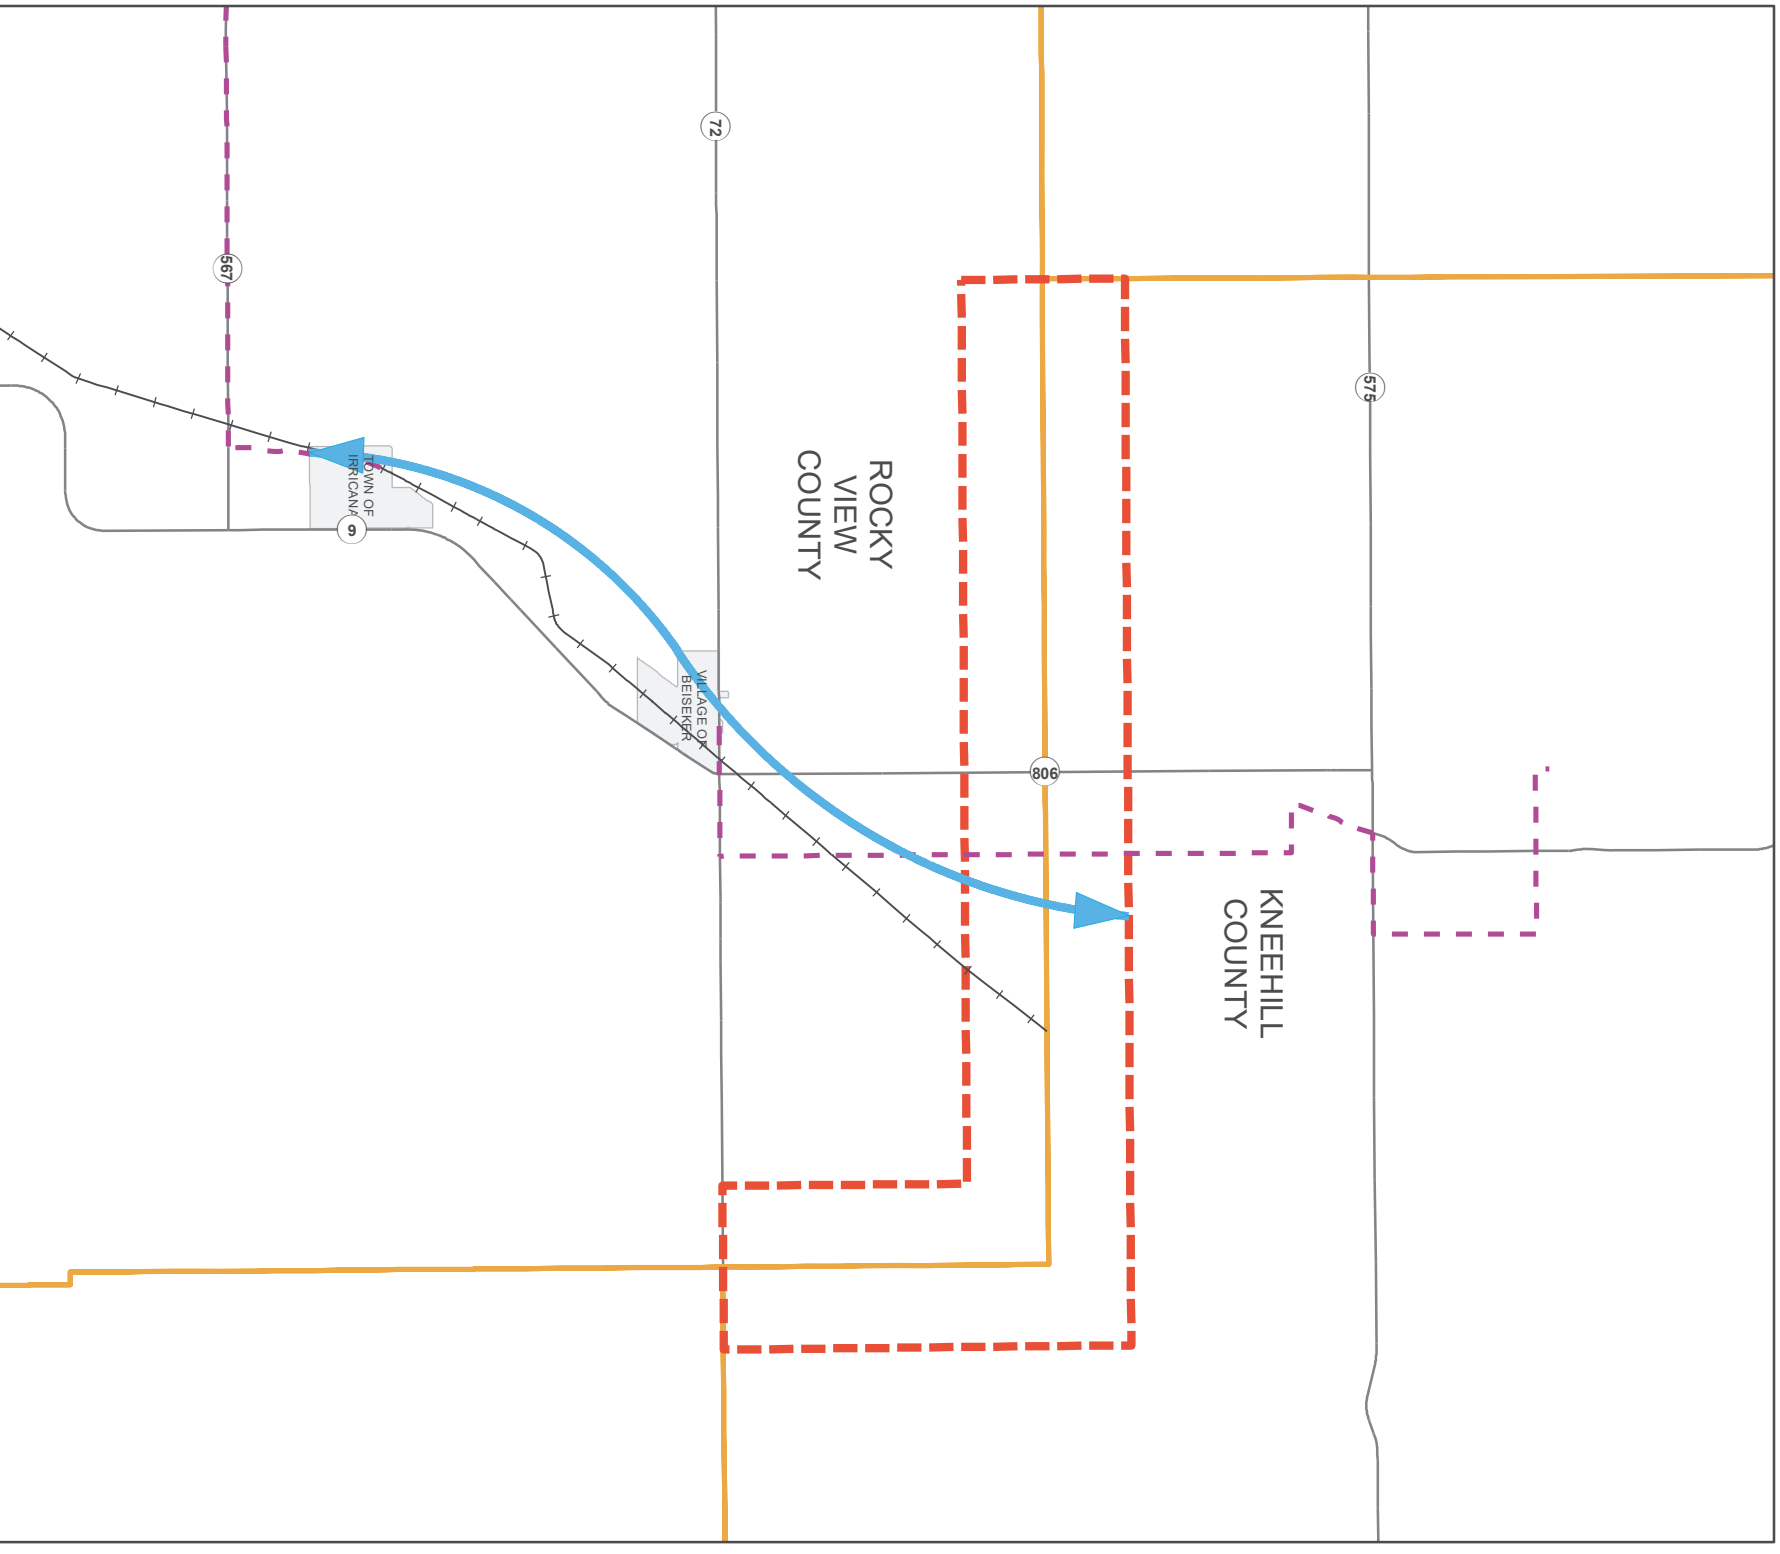 575
KNEEHILL
COUNTY
806
ROCKY
VIEW
COUNTY
72
VILLAGE OF
BEISEKER
TOWN OF
IRRICANA
9
567